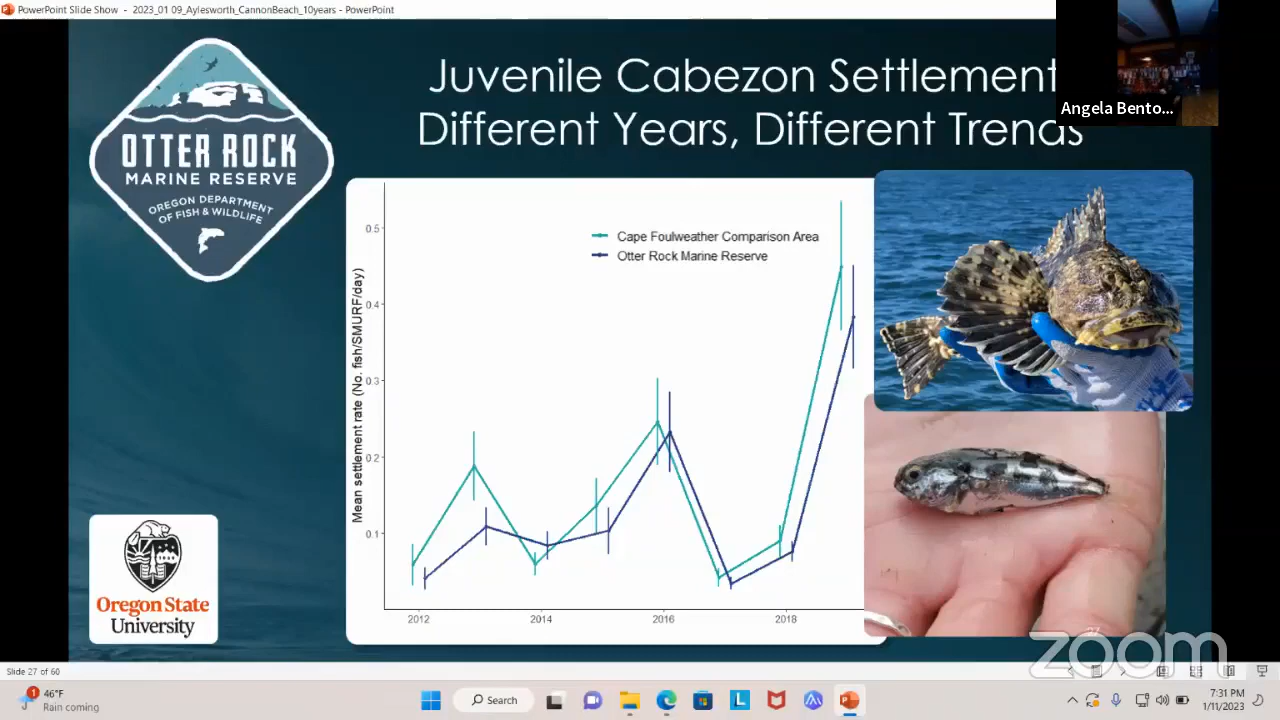 PowerPoint Slide Show - 2023_01 09_Aylesworth_CannonBeach_10years - PowerPoint
Angela Bento...
Juvenile Cabezon Settlement
Different Years, Different Trends
OTTER ROCK
MARINE RESERVE
OREGON DEPARTMENT
OF FISH & WILDLIFE
Mean settlement rate (No. fish/SMURF/day)
0.5
0.4
0.3
0.2
0.1
Cape Foulweather Comparison Area
Otter Rock Marine Reserve
2012 2014 2016 2018
Oregon State
University
27
zoom
Slide 27 of 60
1
46°F
Rain coming
Search
L
7:31 PM
1/11/2023